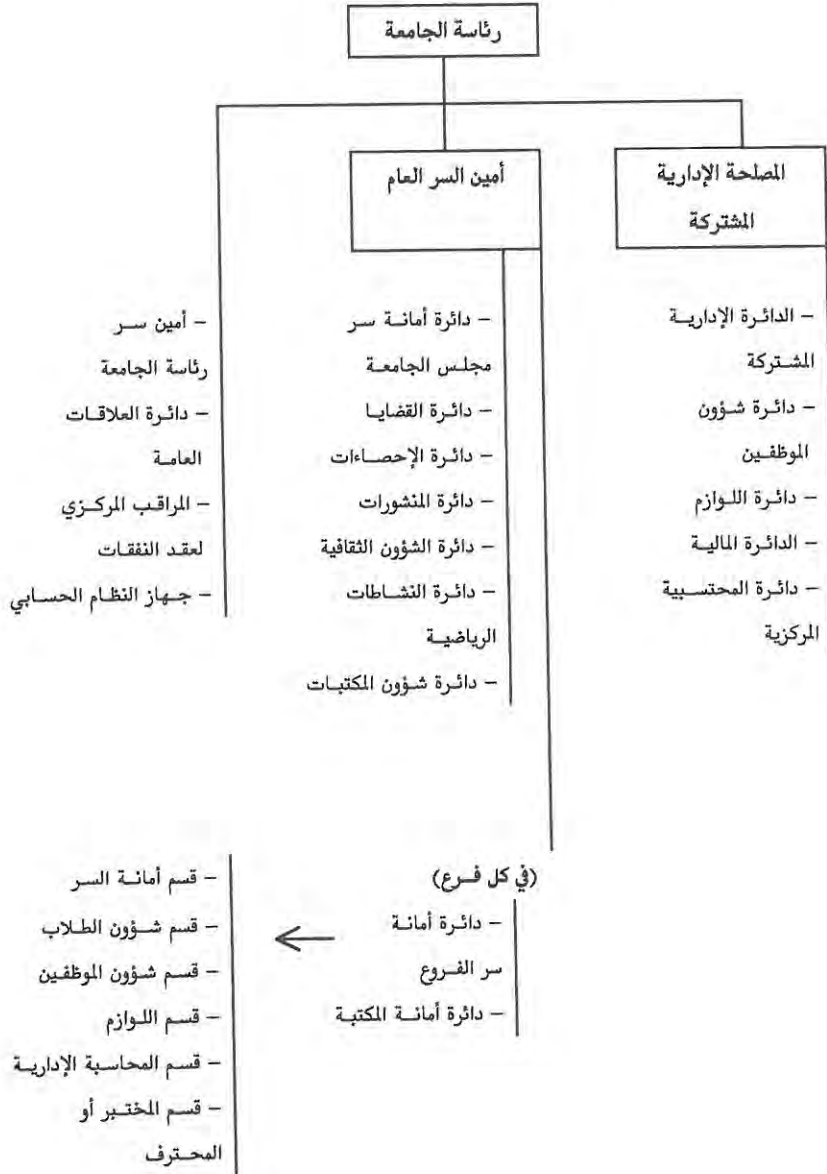 رئاسة الجامعة
المصلحة الإدارية
المشتركة
أمين السر العام
– الدائرة الإدارية
المشتركة
– دائرة شؤون
الموظفين
– دائرة اللوازم
– الدائرة المالية
– دائرة المحتسبية
المركزية
– دائرة أمانة سر
مجلس الجامعة
– دائرة القضايا
– دائرة الإحصاءات
– دائرة المنشورات
– دائرة الشؤون الثقافية
– دائرة النشاطات
الرياضية
– دائرة شؤون المكتبات
– أمين سر
رئاسة الجامعة
– دائرة العلاقات
العامة
– المراقب المركزي
لعقد النفقات
– جهاز النظام الحسابي
(في كل فرع)
– دائرة أمانة
سر الفروع
– دائرة أمانة المكتبة
– قسم أمانة السر
– قسم شؤون الطلاب
– قسم شؤون الموظفين
– قسم اللوازم
– قسم المحاسبة الإدارية
– قسم المختبر أو
المحترف